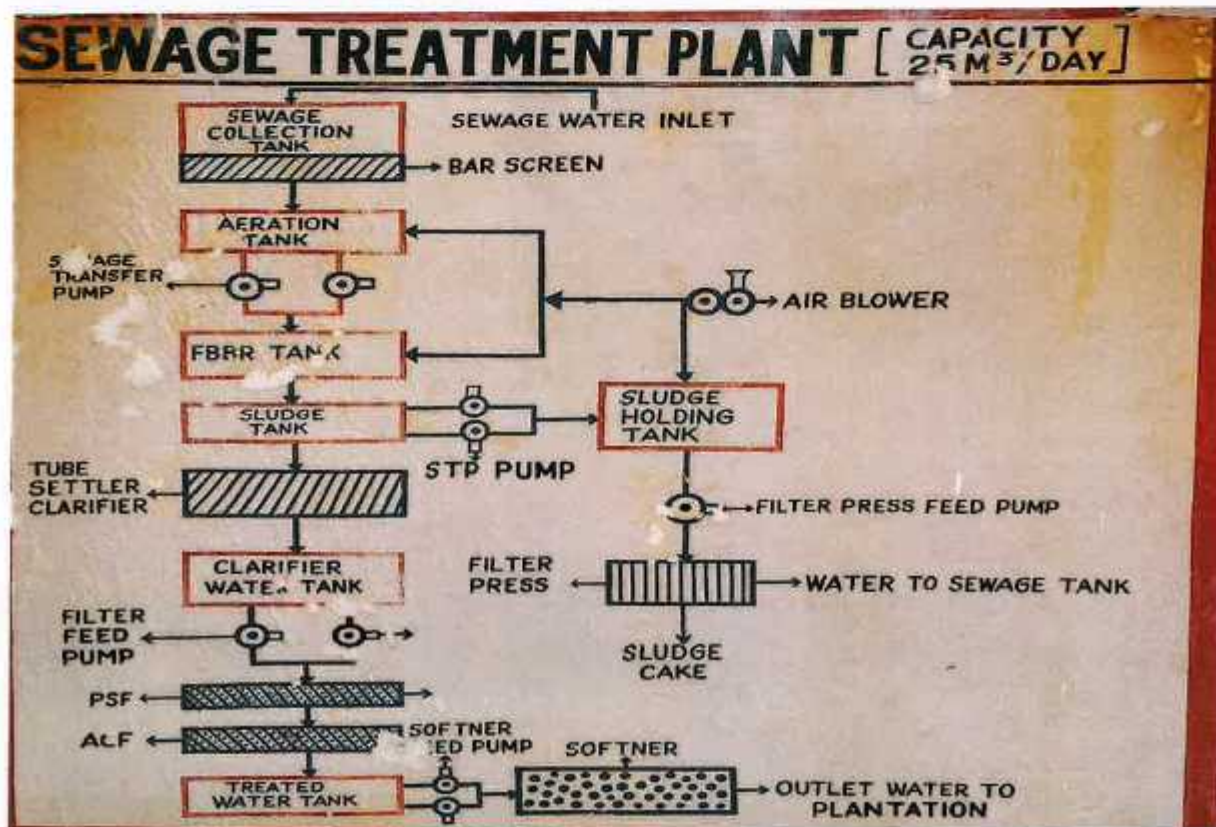 SEWAGE TREATMENT PLANT [CAPACITY
25 M³/DAY]
SEWAGE
COLLECTION
TANK
SEWAGE WATER INLET
BAR SCREEN
AERATION
TANK
TRANSFER
PUMP
AIR BLOWER
FBBR TANK
SLUDGE
TANK
SLUDGE
HOLDING
TANK
STP PUMP
TUBE
SETTLER
CLARIFIER
FILTER PRESS FEED PUMP
CLARIFIER
WATER TANK
FILTER
PRESS
WATER TO SEWAGE TANK
FILTER
FEED
PUMP
SLUDGE
CAKE
PSF
ACF
SOFTNER
PUMP
SOFTNER
TREATED
WATER TANK
OUTLET WATER TO
PLANTATION